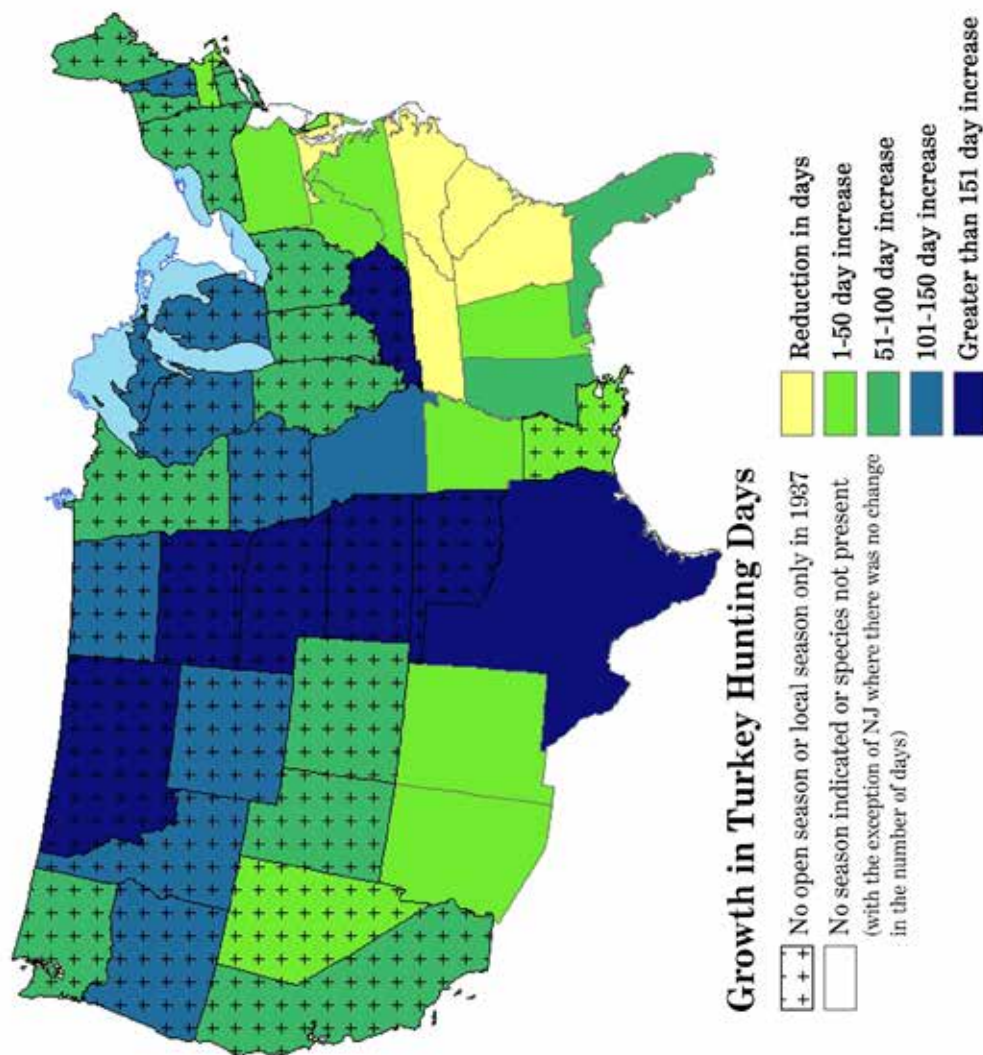 Growth in Turkey Hunting Days
No open season or local season only in 1937
No season indicated or species not present
(with the exception of NJ where there was no change
in the number of days)
Reduction in days
1-50 day increase
51-100 day increase
101-150 day increase
Greater than 151 day increase